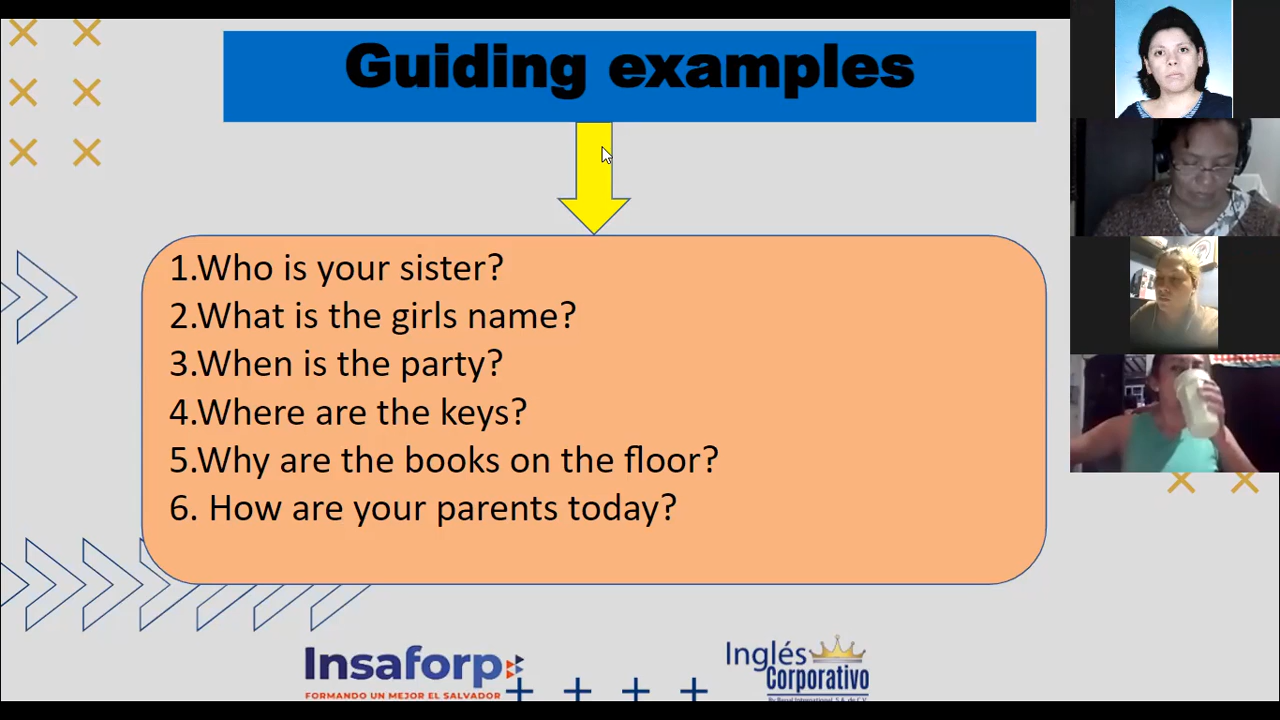 Guiding examples
1.Who is your sister?
2.What is the girls name?
3.When is the party?
4.Where are the keys?
5.Why are the books on the floor?
6. How are your parents today?
Insaforp
FORMANDO UN MEJOR EL SALVADOR
Inglés
Corporativo